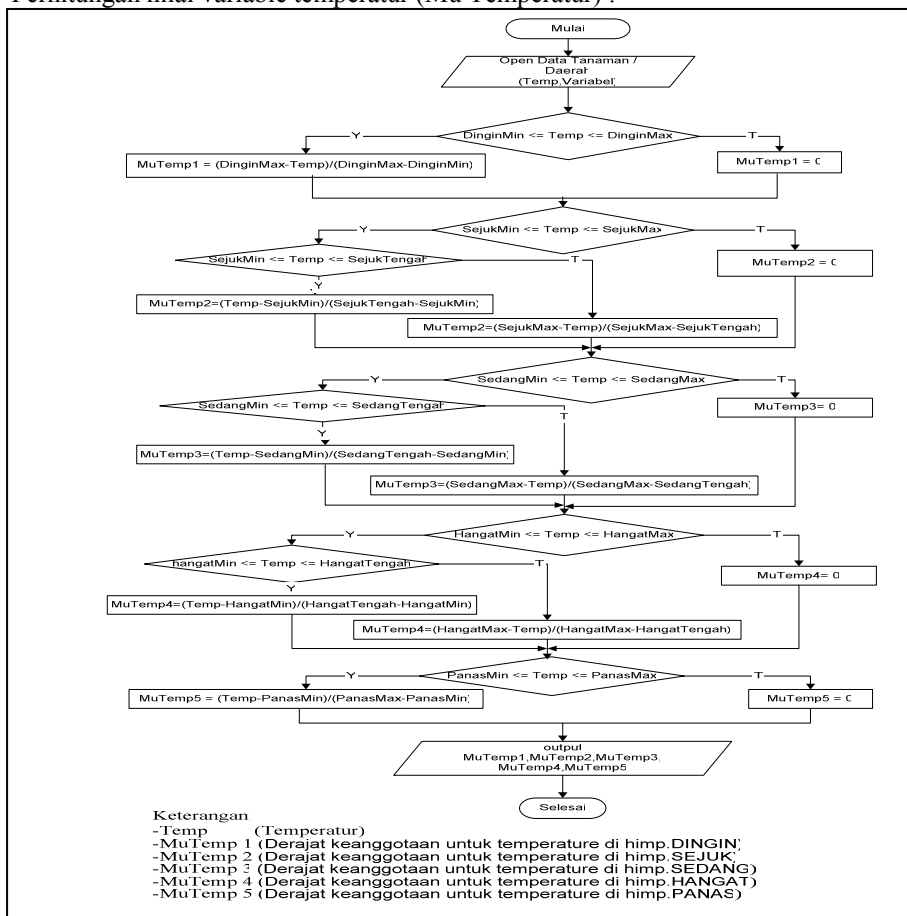 Perhitungan nilai variable temperatur (Mu Temperatur) :
Mulai
Open Data Tanaman /
Daerah
(Temp,Variabel)
DinginMin <= Temp <= DinginMax
Y
T
MuTemp1 = (DinginMax-Temp)/(DinginMax-DinginMin)
MuTemp1 = 0
SejukMin <= Temp <= SejukMax
Y
T
SejukMin <= Temp <= SejukTengah
T
MuTemp2 = 0
Y
MuTemp2=(Temp-SejukMin)/(SejukTengah-SejukMin)
MuTemp2=(SejukMax-Temp)/(SejukMax-SejukTengah)
SedangMin <= Temp <= SedangMax
Y
T
SedangMin <= Temp <= SedangTengah
T
MuTemp3= 0
Y
MuTemp3=(Temp-SedangMin)/(SedangTengah-SedangMin)
MuTemp3=(SedangMax-Temp)/(SedangMax-SedangTengah)
HangatMin <= Temp <= HangatMax
Y
T
hangatMin <= Temp <= HangatTengah
T
MuTemp4= 0
Y
MuTemp4=(Temp-HangatMin)/(HangatTengah-HangatMin)
MuTemp4=(HangatMax-Temp)/(HangatMax-HangatTengah)
PanasMin <= Temp <= PanasMax
Y
T
MuTemp5 = (Temp-PanasMin)/(PanasMax-PanasMin)
MuTemp5 = 0
output
MuTemp1,MuTemp2,MuTemp3,
MuTemp4,MuTemp5
Selesai
Keterangan
-Temp (Temperatur)
-MuTemp 1 (Derajat keanggotaan untuk temperature di himp.DINGIN)
-MuTemp 2 (Derajat keanggotaan untuk temperature di himp.SEJUK)
-MuTemp 3 (Derajat keanggotaan untuk temperature di himp.SEDANG)
-MuTemp 4 (Derajat keanggotaan untuk temperature di himp.HANGAT)
-MuTemp 5 (Derajat keanggotaan untuk temperature di himp.PANAS)